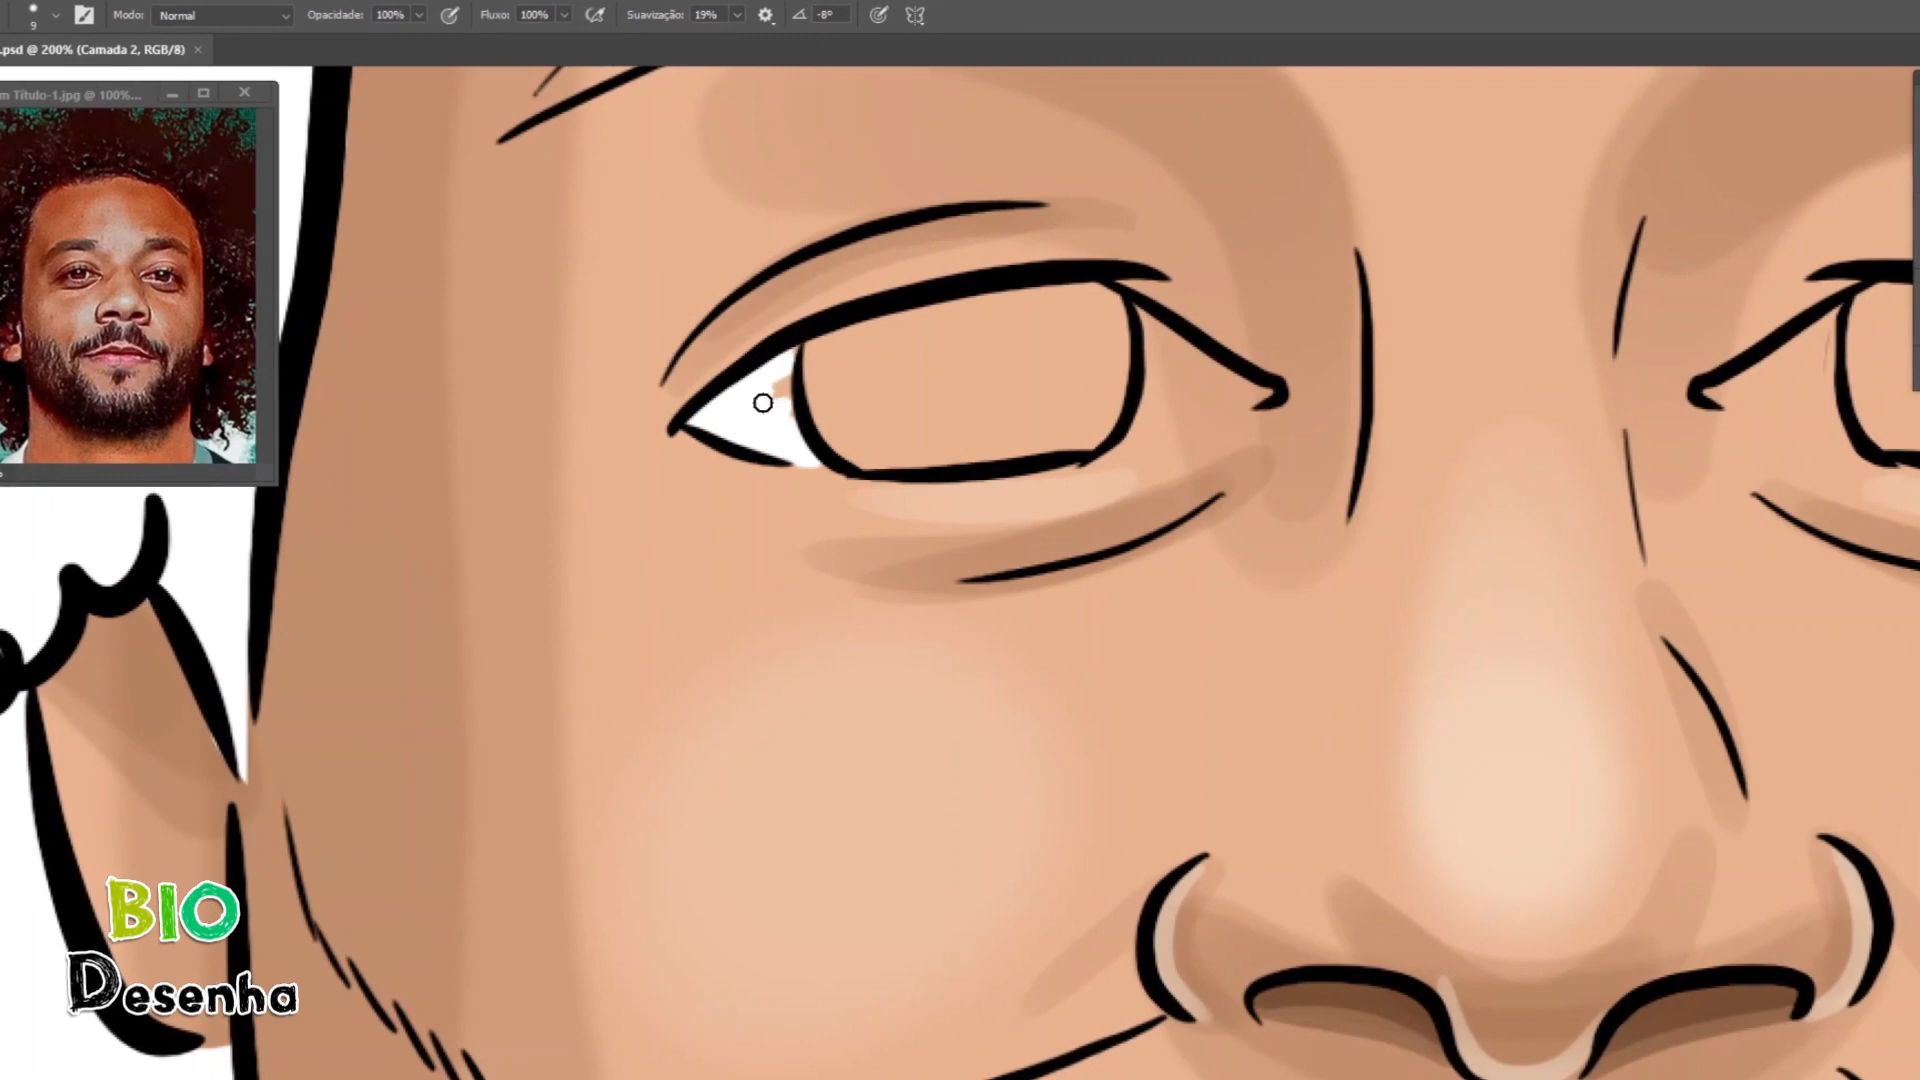 9
Modo: Normal
Opacidade: 100%
Fluxo: 100%
Suavização: 19%
-8°
.psd @ 200% (Camada 2, RGB/8) ×
m Título-1.jpg @ 100%...
BIO
Desenha